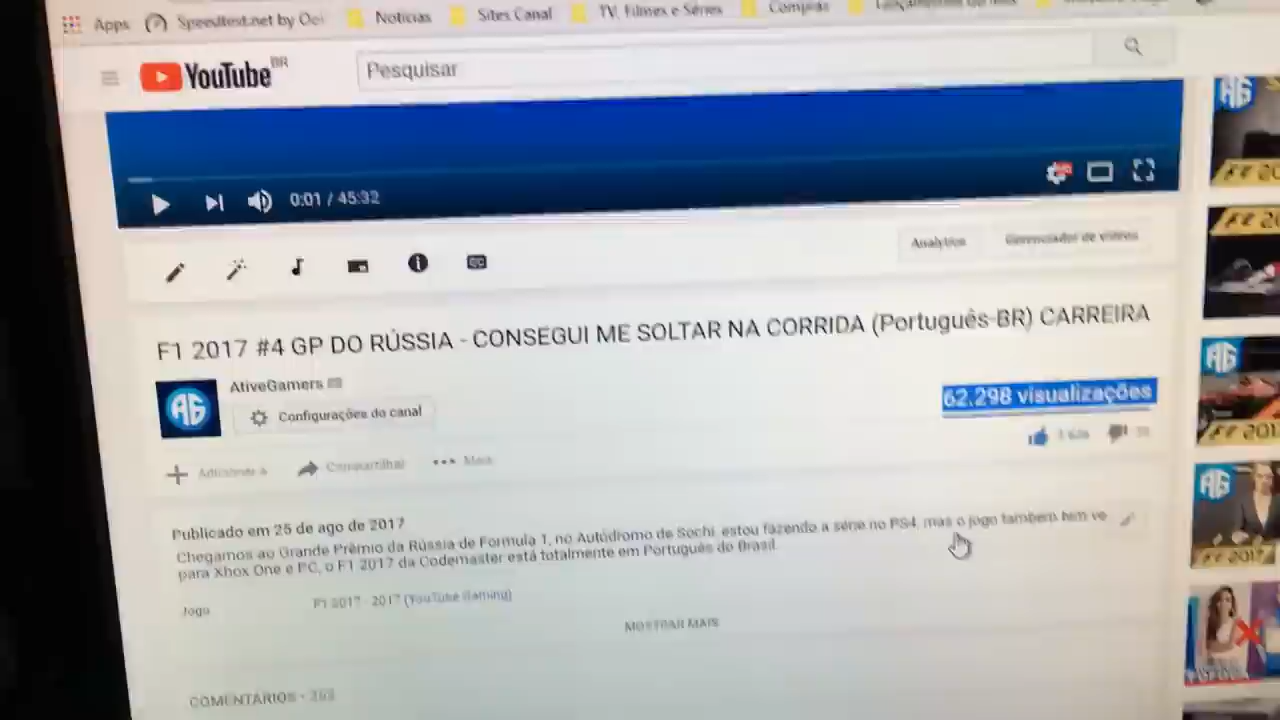 Apps Speedtest.net by Noticias Sites Canal TV, Filmes e Séries Compras
YouTube BR Pesquisar
0:01 / 45:32
Analytics Gerenciador de vídeos
F1 2017 #4 GP DO RÚSSIA - CONSEGUI ME SOLTAR NA CORRIDA (Português-BR) CARREIRA
AG AtiveGamers
Configurações do canal
62.298 visualizações
Adicionar a Compartilhar Mais
Publicado em 25 de ago de 2017
Chegamos ao Grande Prêmio da Rússia de Formula 1, no Autódromo de Sochi, estou fazendo a série no PS4, mas o jogo também tem ve
para Xbox One e PC, o F1 2017 da Codemaster está totalmente em Português do Brasil.
Jogo F1 2017 - 2017 (YouTube Gaming)
MOSTRAR MAIS
COMENTÁRIOS •
AG
AG
AG